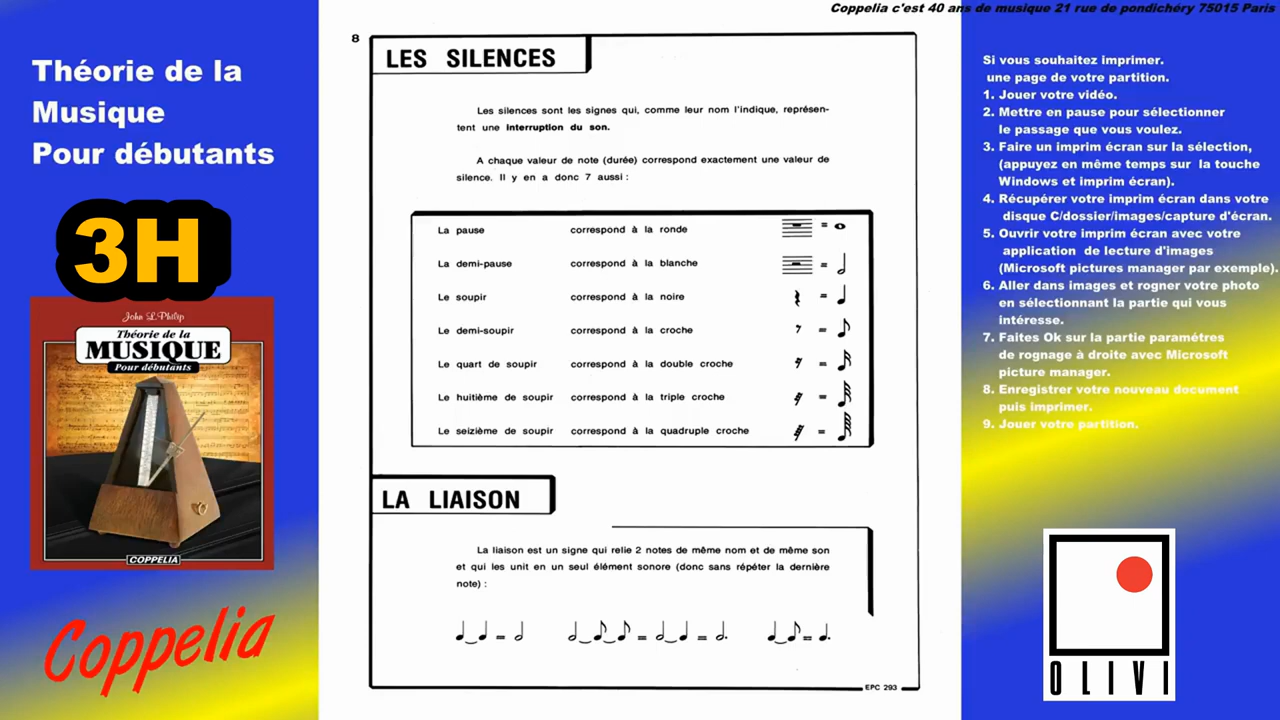 Coppelia c'est 40 ans de musique 21 rue de pondichéry 75015 Paris
Théorie de la
Musique
Pour débutants
3H
John L. Philip
Théorie de la
MUSIQUE
Pour débutants
COPPELIA
Coppelia
8
LES SILENCES
Les silences sont les signes qui, comme leur nom l'indique, représen-
tent une interruption du son.
A chaque valeur de note (durée) correspond exactement une valeur de
silence. Il y en a donc 7 aussi :
La pause correspond à la ronde =
La demi-pause correspond à la blanche =
Le soupir correspond à la noire =
Le demi-soupir correspond à la croche =
Le quart de soupir correspond à la double croche =
Le huitième de soupir correspond à la triple croche =
Le seizième de soupir correspond à la quadruple croche =
LA LIAISON
La liaison est un signe qui relie 2 notes de même nom et de même son
et qui les unit en un seul élément sonore (donc sans répéter la dernière
note) :
= = = =
EPC 293
Si vous souhaitez imprimer.
une page de votre partition.
1. Jouer votre vidéo.
2. Mettre en pause pour sélectionner
le passage que vous voulez.
3. Faire un imprim écran sur la sélection,
(appuyez en même temps sur la touche
Windows et imprim écran).
4. Récupérer votre imprim écran dans votre
disque C/dossier/images/capture d'écran.
5. Ouvrir votre imprim écran avec votre
application de lecture d'images
(Microsoft pictures manager par exemple).
6. Aller dans images et rogner votre photo
en sélectionnant la partie qui vous
intéresse.
7. Faites Ok sur la partie paramétres
de rognage à droite avec Microsoft
picture manager.
8. Enregistrer votre nouveau document
puis imprimer.
9. Jouer votre partition.
OLIVI